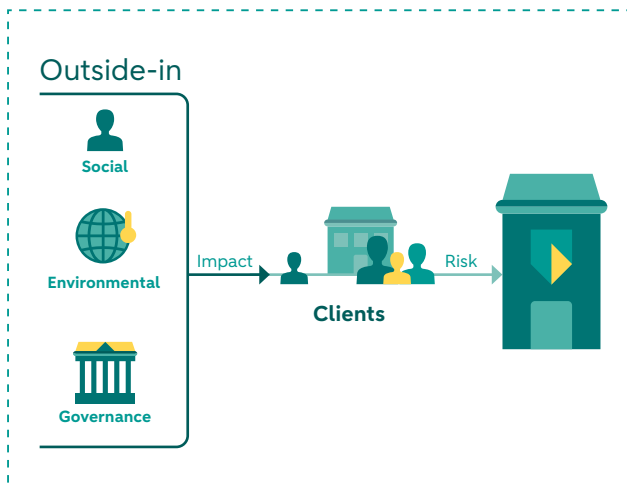 Outside-in
Social
Environmental
Governance
Impact
Clients
Risk